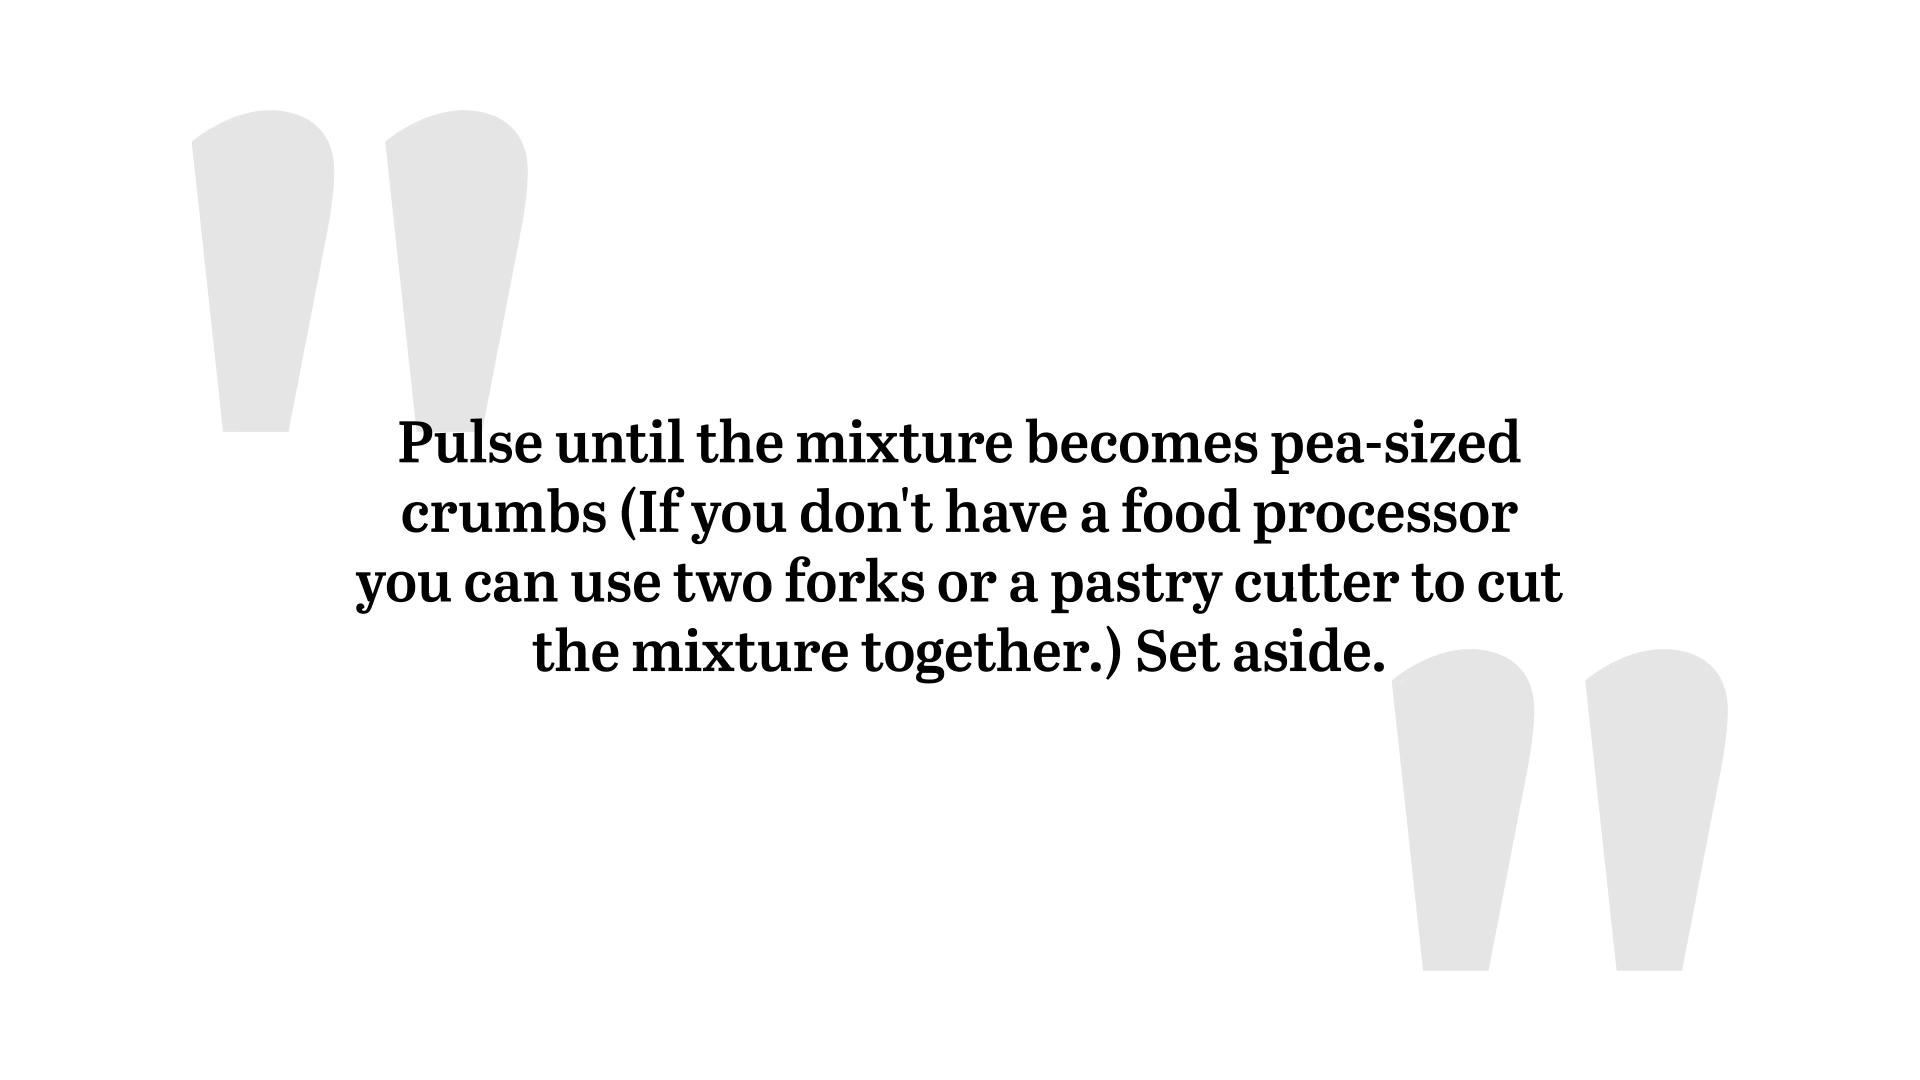 Pulse until the mixture becomes pea-sized
crumbs (If you don't have a food processor
you can use two forks or a pastry cutter to cut
the mixture together.) Set aside.